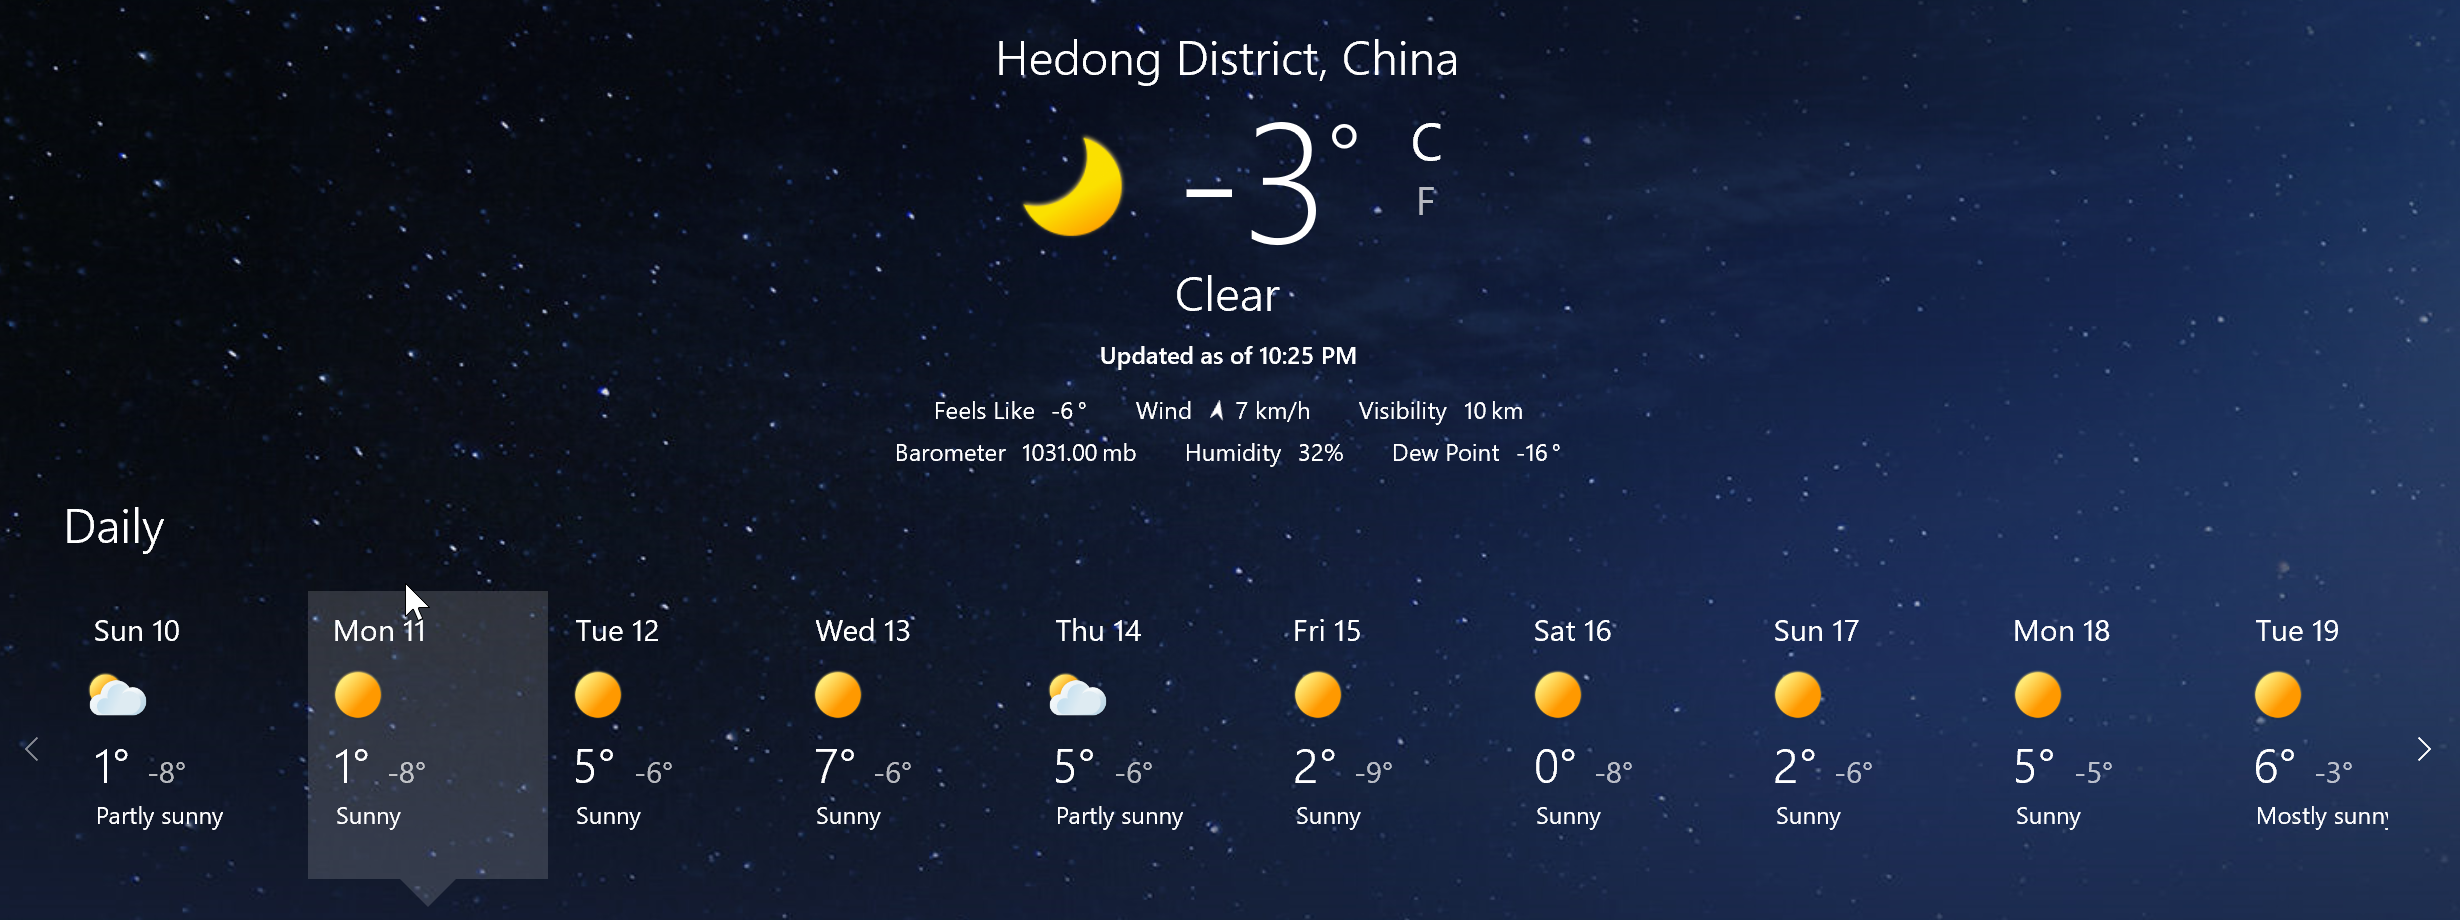 Hedong District, China
-3° C
F
Clear
Updated as of 10:25 PM
Feels Like -6° Wind 7 km/h Visibility 10 km
Barometer 1031.00 mb Humidity 32% Dew Point -16°
Daily
Sun 10 Mon 11 Tue 12 Wed 13 Thu 14 Fri 15 Sat 16 Sun 17 Mon 18 Tue 19
1° -8° 1° -8° 5° -6° 7° -6° 5° -6° 2° -9° 0° -8° 2° -6° 5° -5° 6° -3°
Partly sunny Sunny Sunny Sunny Partly sunny Sunny Sunny Sunny Sunny Mostly sunny